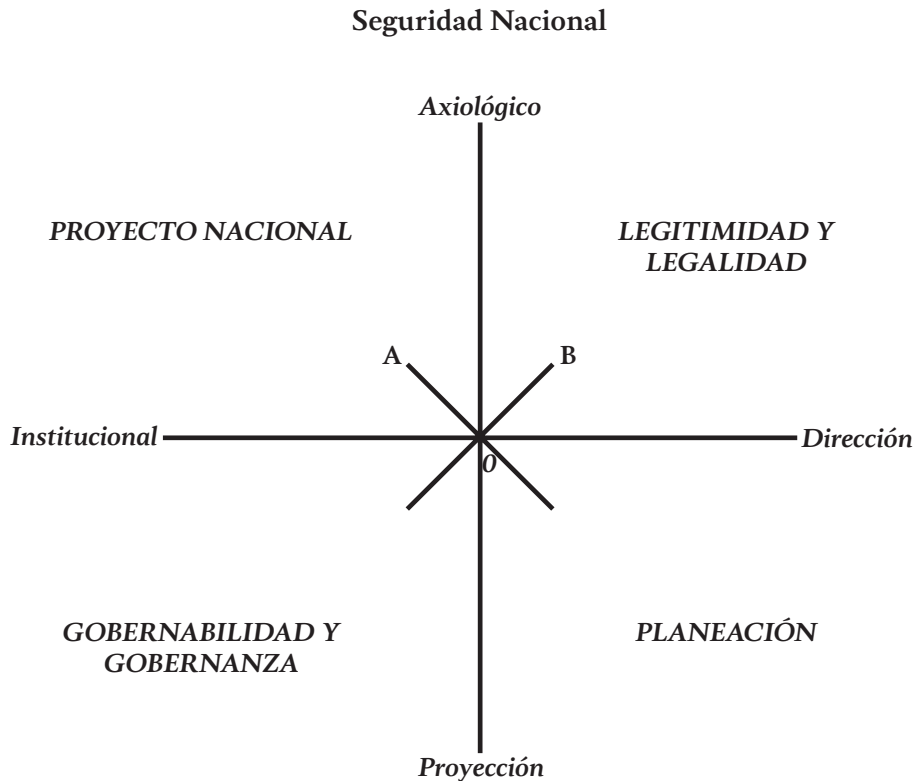 Seguridad Nacional
Axiológico
PROYECTO NACIONAL
LEGITIMIDAD Y
LEGALIDAD
A
B
Institucional
Dirección
0
GOBERNABILIDAD Y
GOBERNANZA
PLANEACIÓN
Proyección